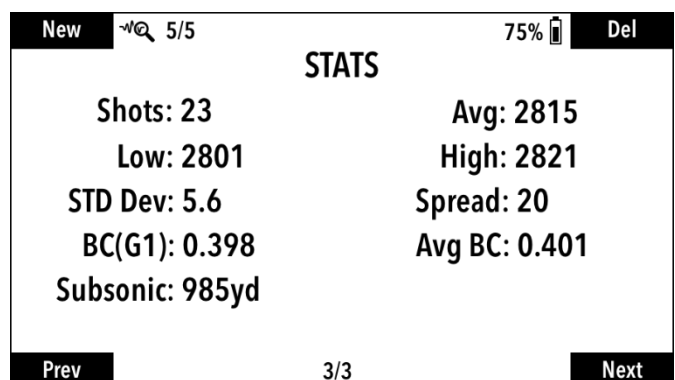 New 5/5 75% Del
STATS
Shots: 23 Avg: 2815
Low: 2801 High: 2821
STD Dev: 5.6 Spread: 20
BC(G1): 0.398 Avg BC: 0.401
Subsonic: 985yd
Prev 3/3 Next